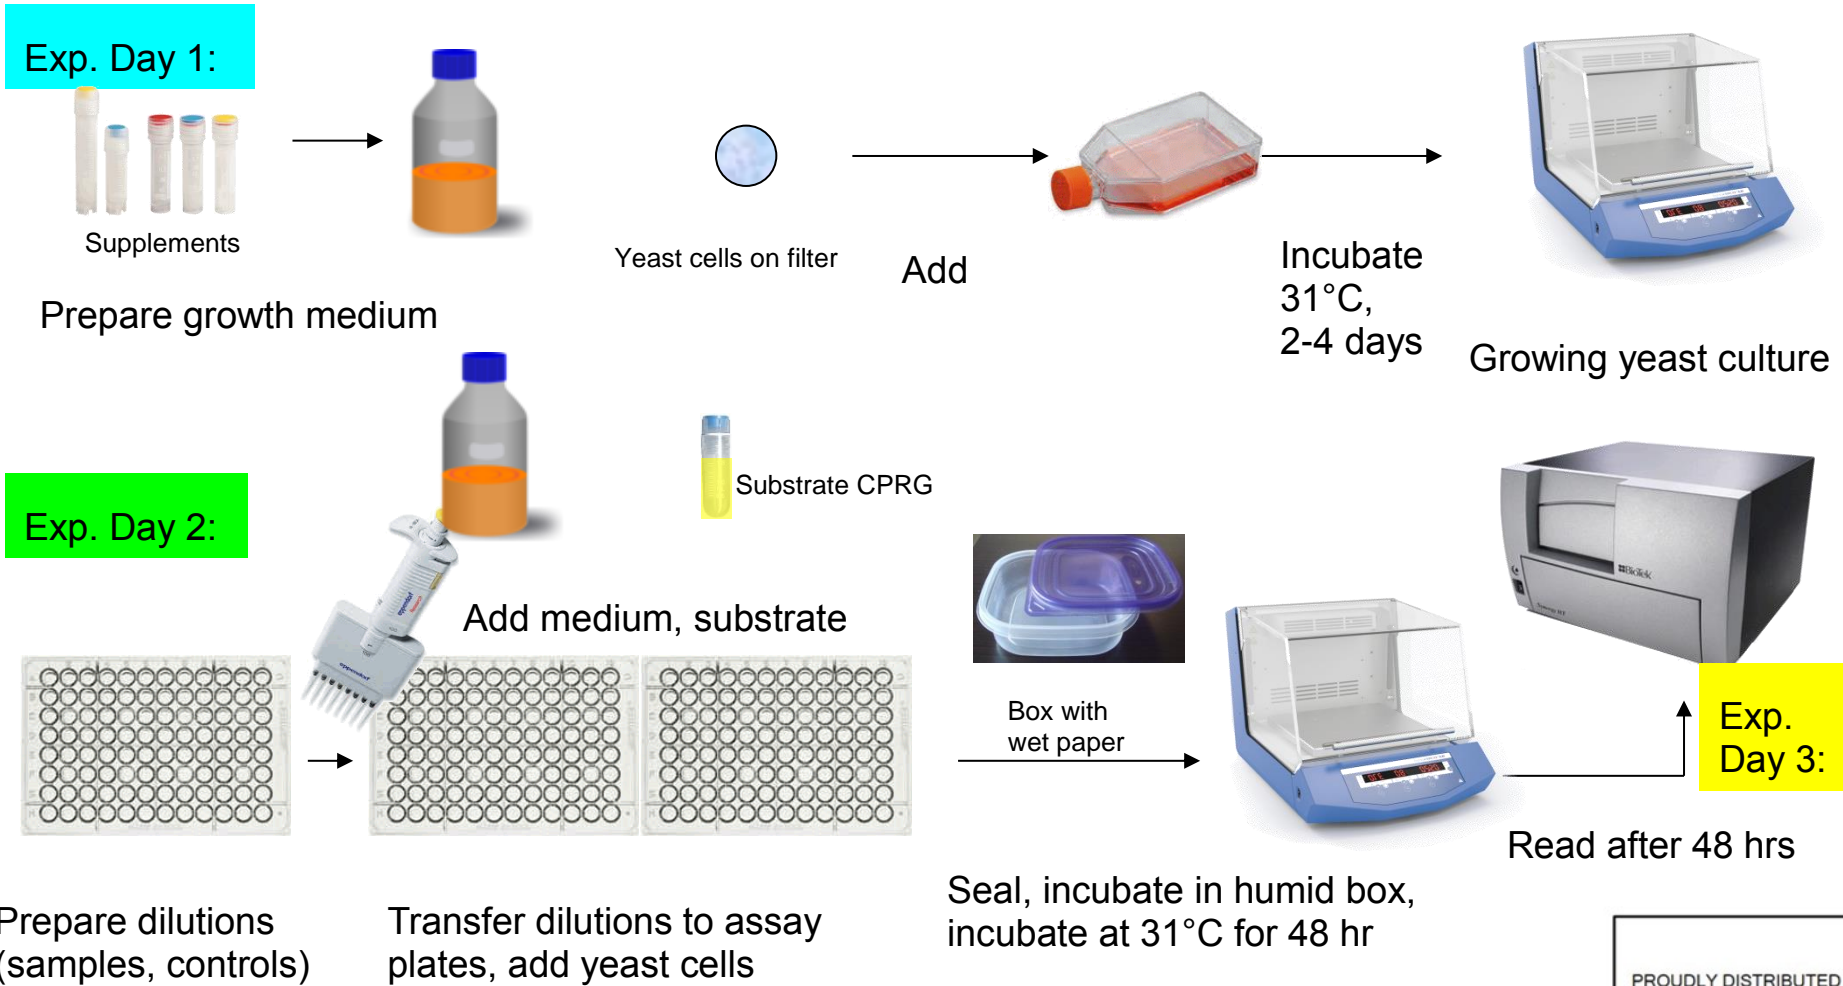 Exp. Day 1:
Supplements
Prepare growth medium
Yeast cells on filter
Add
Incubate
31°C,
2-4 days
Growing yeast culture
Exp. Day 2:
Substrate CPRG
Add medium, substrate
eppendorf
Box with
wet paper
BioTek
Exp.
Day 3:
Read after 48 hrs
Prepare dilutions
(samples, controls)
Transfer dilutions to assay
plates, add yeast cells
Seal, incubate in humid box,
incubate at 31°C for 48 hr
PROUDLY DISTRIBUTED